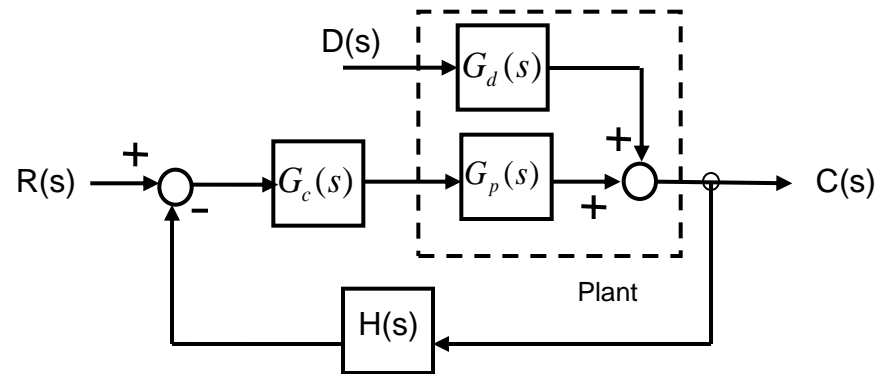 D(s)
G_d(s)
+
+
R(s)
G_c(s)
G_p(s)
C(s)
-
+
Plant
H(s)